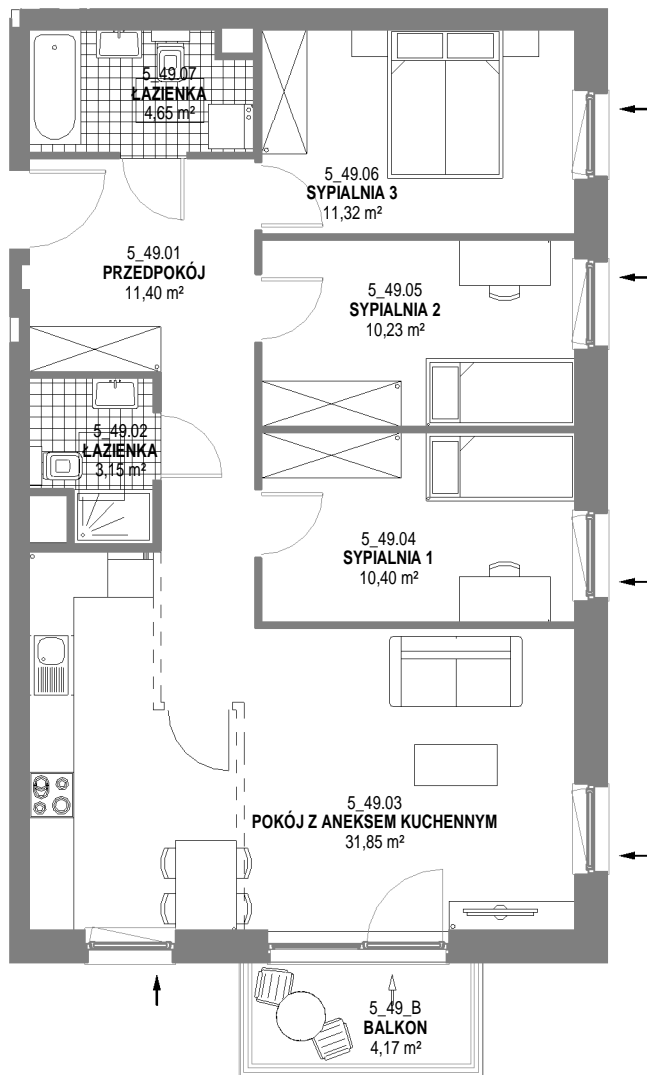 5_49.07
ŁAZIENKA
4,65 m²
5_49.06
SYPIALNIA 3
11,32 m²
5_49.01
PRZEDPOKÓJ
11,40 m²
5_49.05
SYPIALNIA 2
10,23 m²
5_49.02
ŁAZIENKA
3,15 m²
5_49.04
SYPIALNIA 1
10,40 m²
5_49.03
POKÓJ Z ANEKSEM KUCHENNYM
31,85 m²
5_49_B
BALKON
4,17 m²